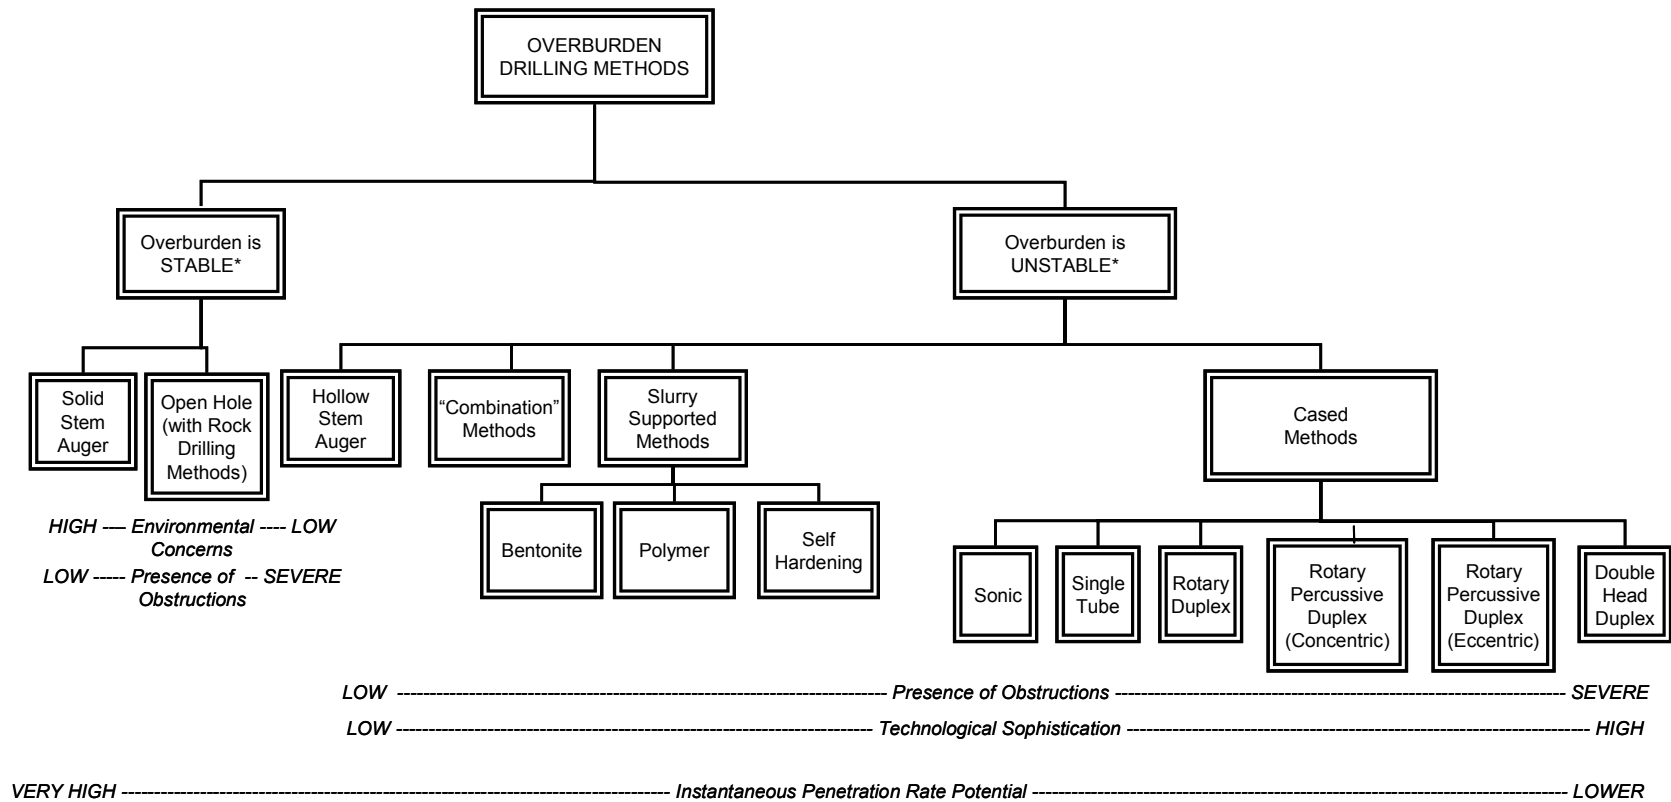 OVERBURDEN
DRILLING METHODS
Overburden is
STABLE*
Overburden is
UNSTABLE*
Solid
Stem
Auger
Open Hole
(with Rock
Drilling
Methods)
Hollow
Stem
Auger
“Combination”
Methods
Slurry
Supported
Methods
Cased
Methods
Bentonite
Polymer
Self
Hardening
Sonic
Single
Tube
Rotary
Duplex
Rotary
Percussive
Duplex
(Concentric)
Rotary
Percussive
Duplex
(Eccentric)
Double
Head
Duplex
HIGH ---- Environmental ---- LOW
Concerns
LOW ----- Presence of -- SEVERE
Obstructions
LOW ---------- Presence of Obstructions ---------- SEVERE
LOW ---------- Technological Sophistication ---------- HIGH
VERY HIGH ---------- Instantaneous Penetration Rate Potential ---------- LOWER